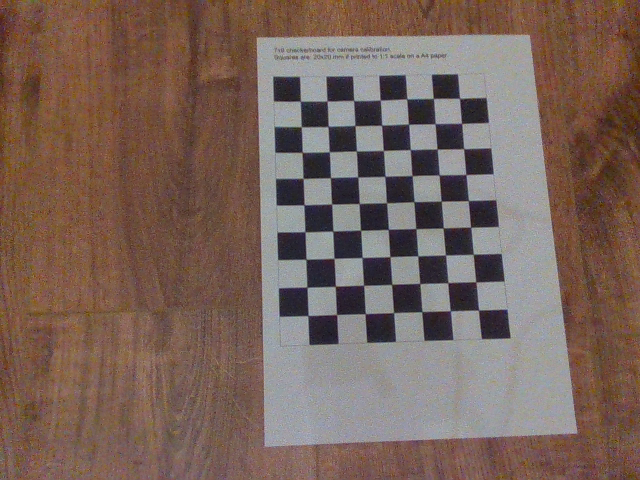 7x9 checkerboard for camera calibration.
Squares are: 20x20 mm if printed to 1:1 scale on a A4 paper